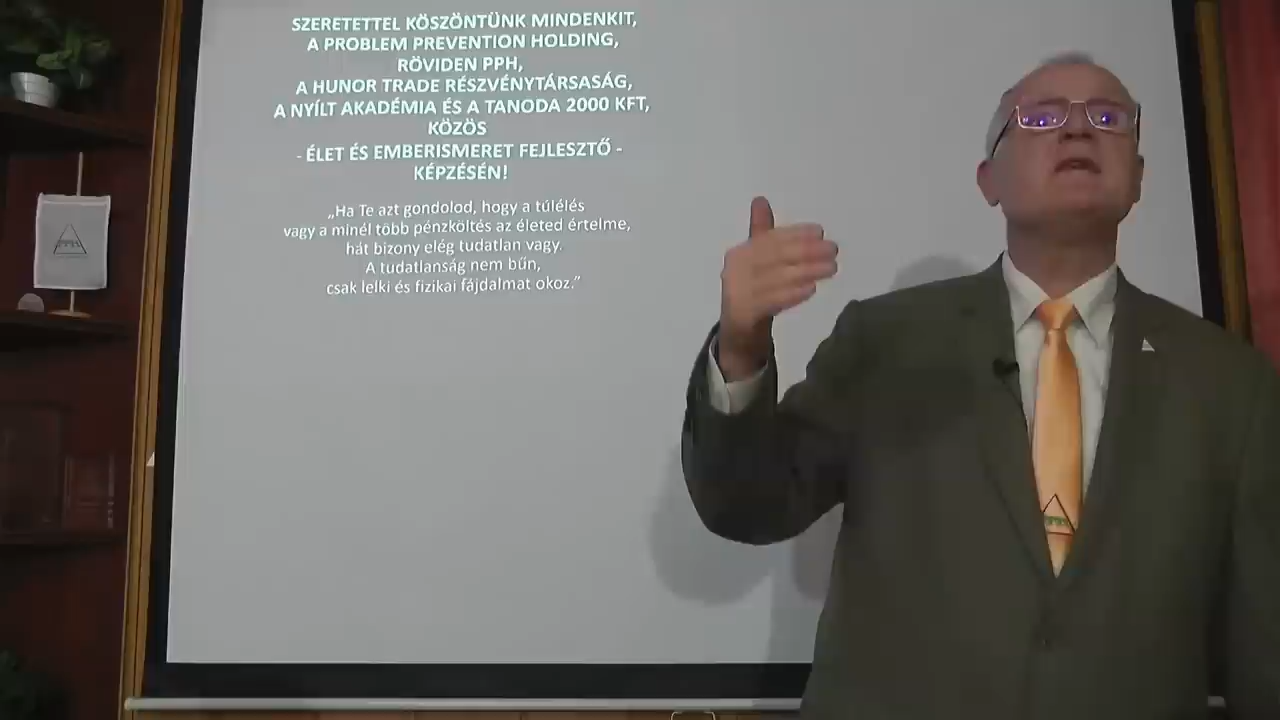 SZERETETTEL KÖSZÖNTÜNK MINDENKIT,
A PROBLEM PREVENTION HOLDING,
RÖVIDEN PPH,
A HUNOR TRADE RÉSZVÉNYTÁRSASÁG,
A NYÍLT AKADÉMIA ÉS A TANODA 2000 KFT,
KÖZÖS
- ÉLET ÉS EMBERISMERET FEJLESZTŐ -
KÉPZÉSÉN!
„Ha Te azt gondolod, hogy a túlélés
vagy a minél több pénzköltés az életed értelme,
hát bizony elég tudatlan vagy.
A tudatlanság nem bűn,
csak lelki és fizikai fájdalmat okoz.”